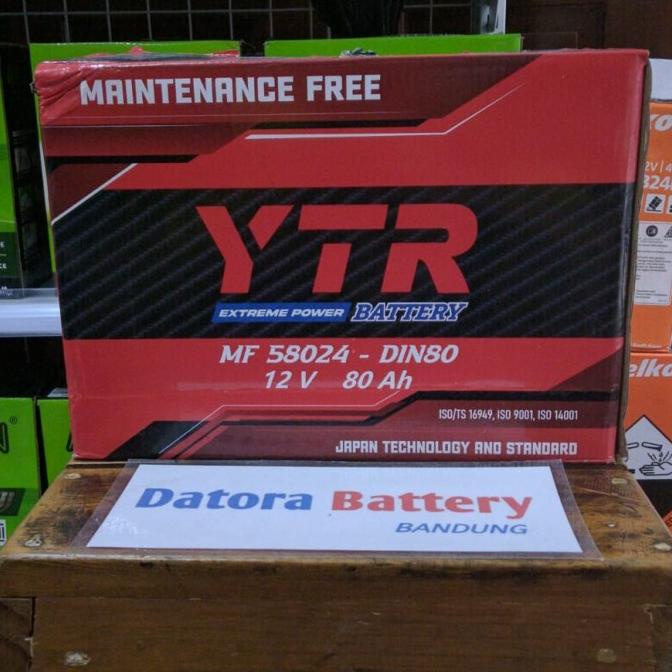 MAINTENANCE FREE
YTR
EXTREME POWER BATTERY
MF 58024 - DIN80
12 V 80 Ah
ISO/TS 16949, ISO 9001, ISO 14001
JAPAN TECHNOLOGY AND STANDARD
Datora Battery
BANDUNG